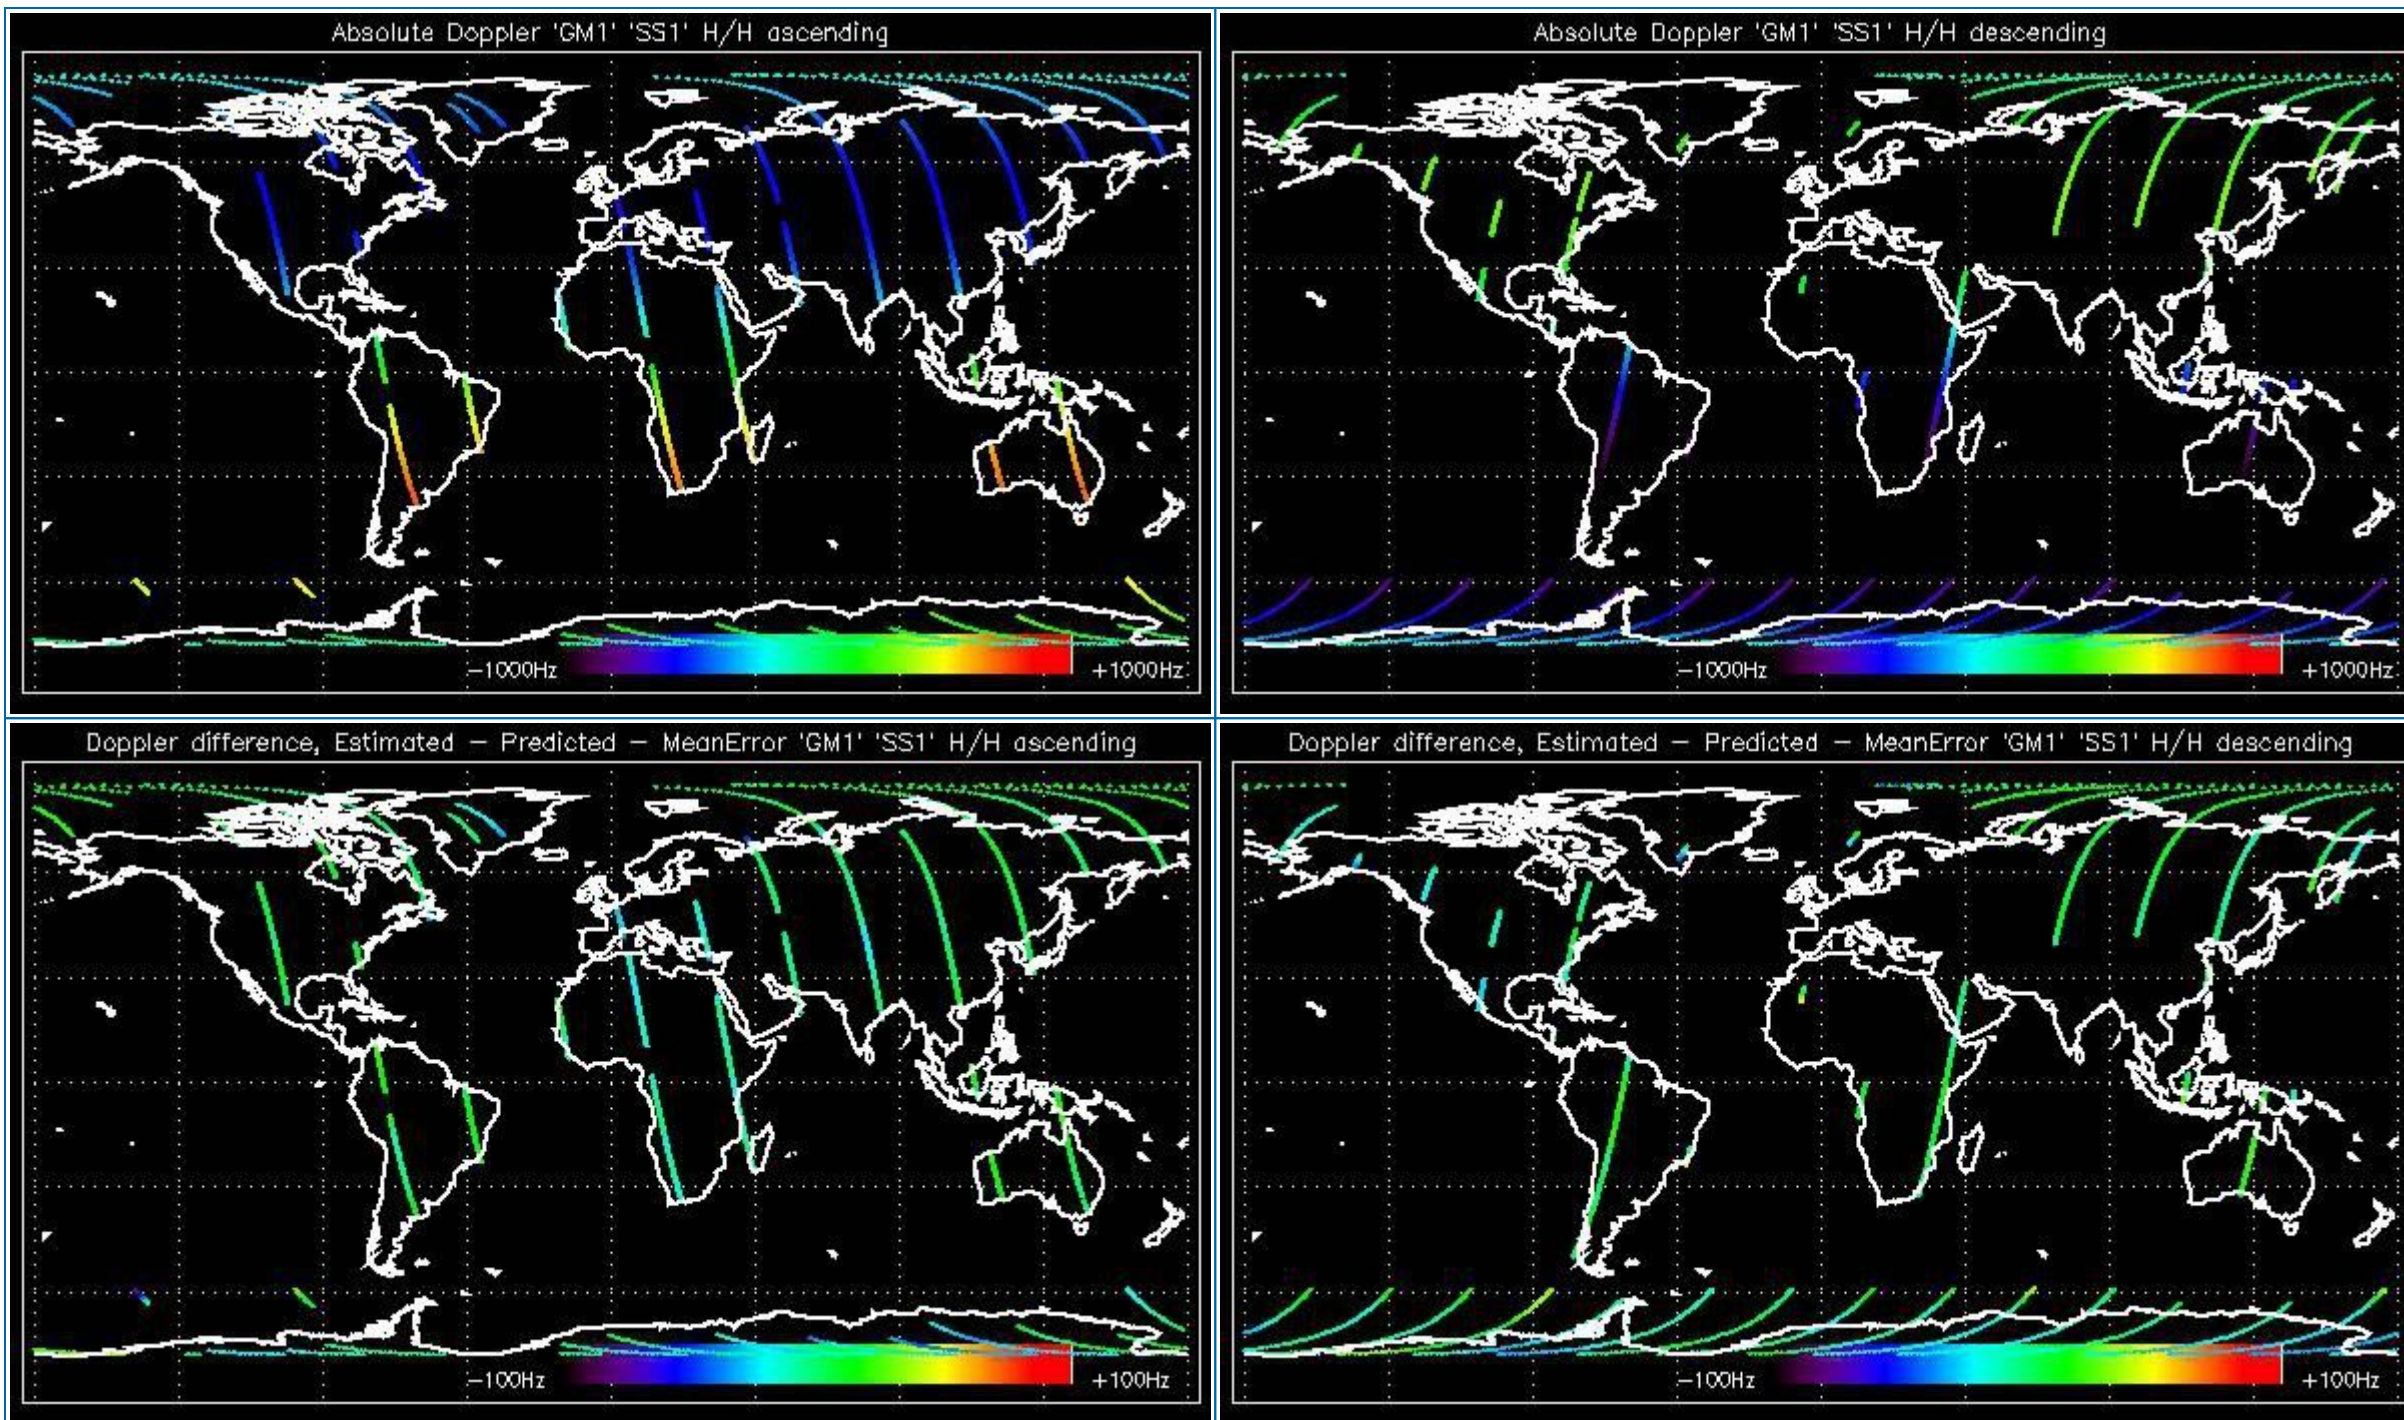 Absolute Doppler 'GM1' 'SS1' H/H ascending
-1000Hz
+1000Hz
Absolute Doppler 'GM1' 'SS1' H/H descending
-1000Hz
+1000Hz
Doppler difference, Estimated - Predicted - MeanError 'GM1' 'SS1' H/H ascending
-100Hz
+100Hz
Doppler difference, Estimated - Predicted - MeanError 'GM1' 'SS1' H/H descending
-100Hz
+100Hz